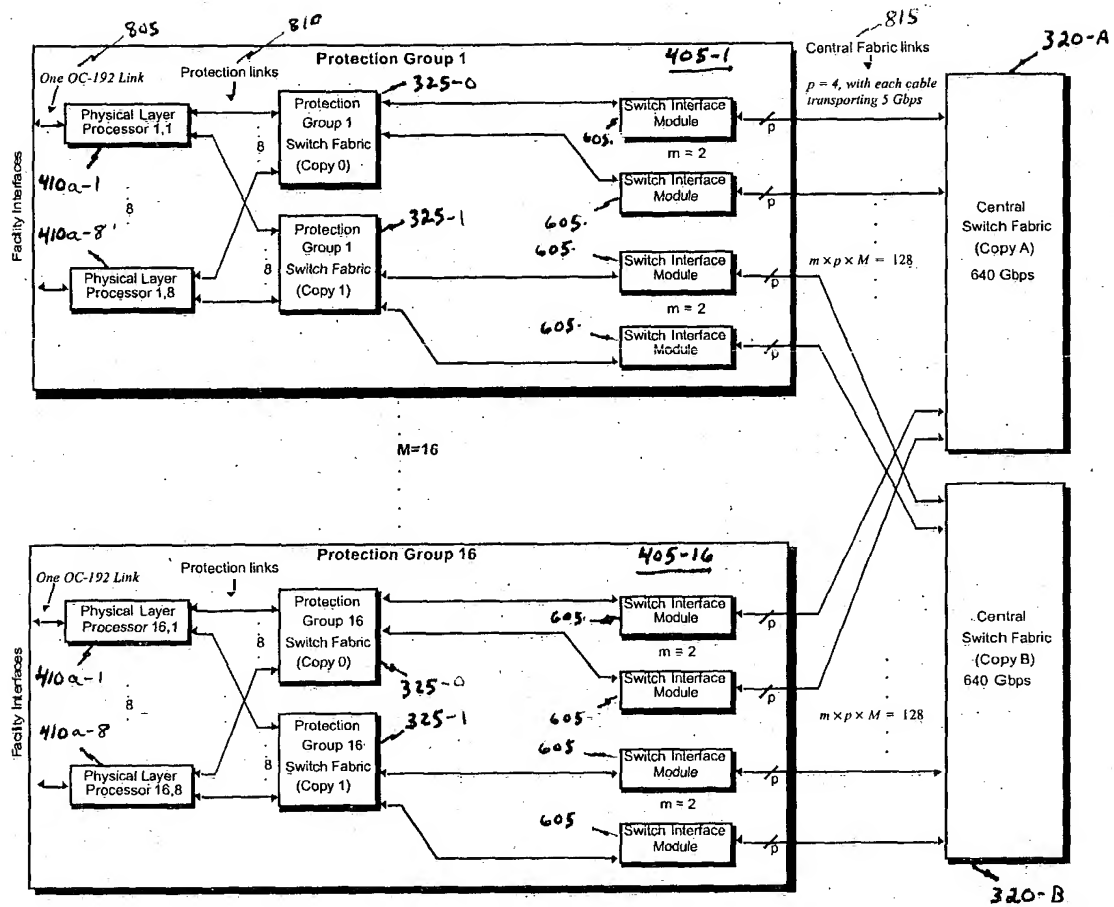 805
810
815
320-A
Protection Group 1
405-1
Central Fabric links
One OC-192 Link
Protection links
325-0
p = 4, with each cable
transporting 5 Gbps
Physical Layer
Processor 1,1
Protection
Group 1
Switch Fabric
(Copy 0)
Switch Interface
Module
605.
p
m = 2
8
410a-1
Switch Interface
Module
605.
p
Facility Interfaces
8
410a-8
325-1
Protection
Group 1
Switch Fabric
(Copy 1)
8
605.
Switch Interface
Module
p
m = 2
m × p × M = 128
Central
Switch Fabric
(Copy A)
640 Gbps
Physical Layer
Processor 1,8
605.
Switch Interface
Module
p
M=16
Protection Group 16
405-16
One OC-192 Link
Protection links
Physical Layer
Processor 16,1
Protection
Group 16
Switch Fabric
(Copy 0)
8
605.
Switch Interface
Module
p
m = 2
410a-1
325-0
Switch Interface
Module
605
p
Facility Interfaces
8
410a-8
325-1
Protection
Group 16
Switch Fabric
(Copy 1)
8
605
Switch Interface
Module
p
m = 2
m × p × M = 128
Central
Switch Fabric
(Copy B)
640 Gbps
Physical Layer
Processor 16,8
605
Switch Interface
Module
p
320-B